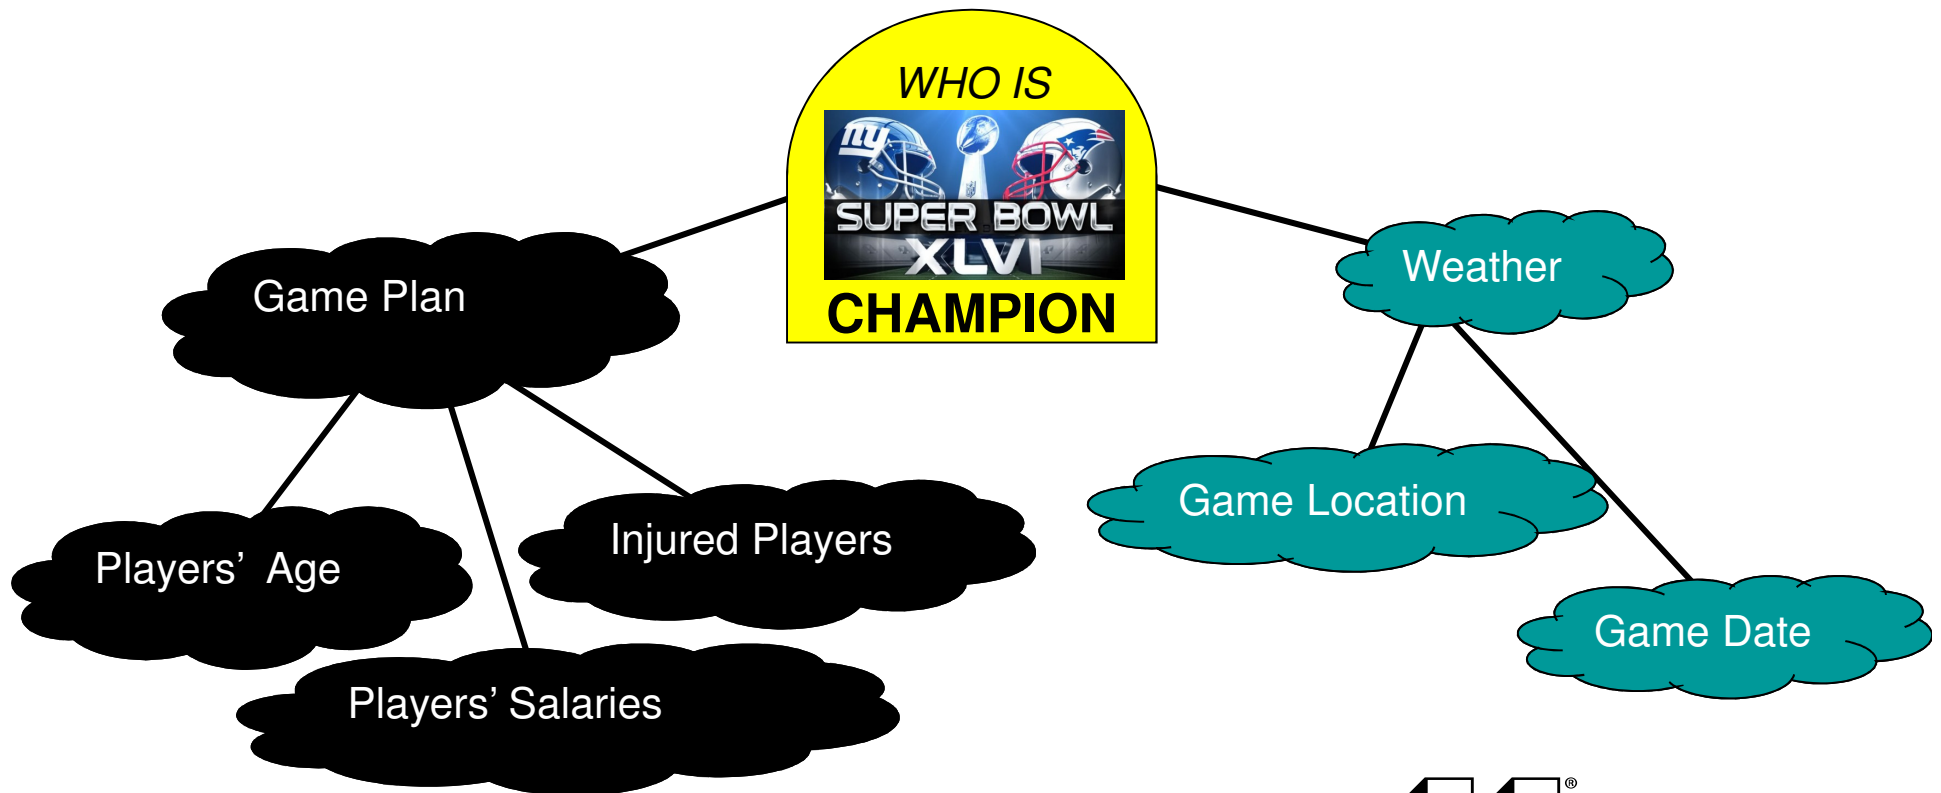 WHO IS
ny
SUPER BOWL
XLVI
CHAMPION
Game Plan
Weather
Players’ Age
Injured Players
Players’ Salaries
Game Location
Game Date
®